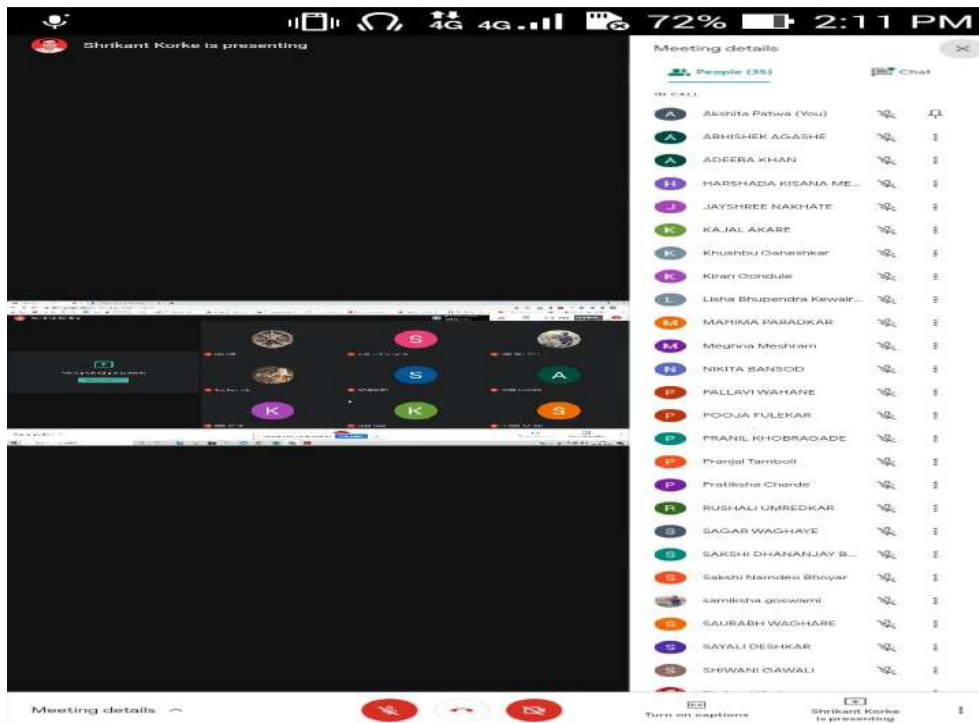 4G 4G 72% 2:11 PM
Shrikant Korke is presenting
Meeting details
People (35) Chat
IN CALL
A Akshita Patwa (You)
A ABHISHEK AGASHE
A ADEEBA KHAN
H HARSHADA KISANA ME...
J JAYSHREE NAKHATE
K KAJAL AKARE
K Khushbu Ganeshkar
K Kiran Gondule
L Lisha Bhupendra Kewair...
M MAHIMA PARADKAR
M Meghna Meshram
N NIKITA BANSOD
P PALLAVI WAHANE
P POOJA FULEKAR
P PRANIL KHOBRAGADE
P Pranjal Tamboli
P Pratiksha Charde
R RUSHALI UMREDKAR
S SAGAR WAGHAYE
S SAKSHI DHANANJAY B...
S Sakshi Namdeo Bhoyar
samiksha goswami
S SAURABH WAGHARE
S SAYALI DESHKAR
S SHIWANI GAWALI
S
S A
K K S
Meeting details
Turn on captions
Shrikant Korke
is presenting